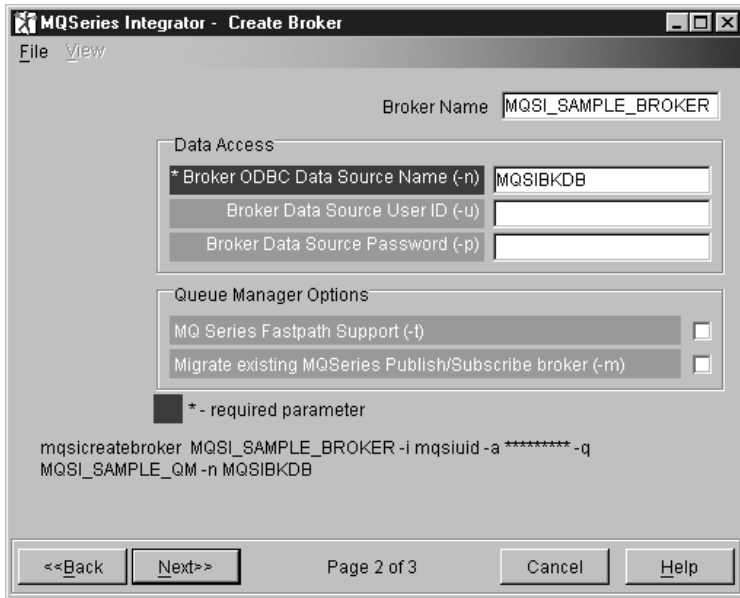 MQSeries Integrator - Create Broker
File View
Broker Name MQSI_SAMPLE_BROKER
Data Access
* Broker ODBC Data Source Name (-n) MQSIBKDB
Broker Data Source User ID (-u)
Broker Data Source Password (-p)
Queue Manager Options
MQ Series Fastpath Support (-t)
Migrate existing MQSeries Publish/Subscribe broker (-m)
* - required parameter
mqsicreatebroker MQSI_SAMPLE_BROKER -i mqsiuid -a ********* -q
MQSI_SAMPLE_QM -n MQSIBKDB
<<Back Next>> Page 2 of 3 Cancel Help